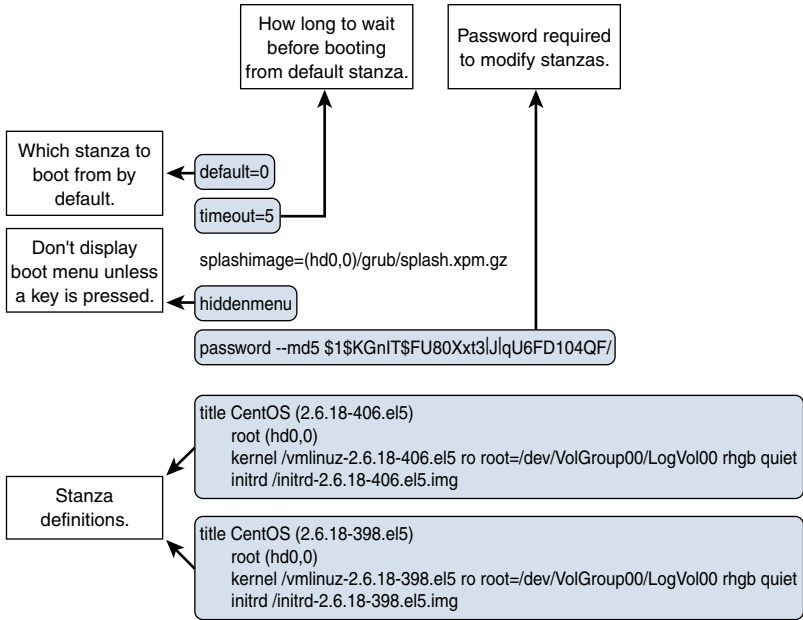 How long to wait
before booting
from default stanza.
Password required
to modify stanzas.
Which stanza to
boot from by
default.
default=0
timeout=5
Don't display
boot menu unless
a key is pressed.
splashimage=(hd0,0)/grub/splash.xpm.gz
hiddenmenu
password --md5 $1$KGnIT$FU80Xxt3|J|qU6FD104QF/
title CentOS (2.6.18-406.el5)
root (hd0,0)
kernel /vmlinuz-2.6.18-406.el5 ro root=/dev/VolGroup00/LogVol00 rhgb quiet
initrd /initrd-2.6.18-406.el5.img
Stanza
definitions.
title CentOS (2.6.18-398.el5)
root (hd0,0)
kernel /vmlinuz-2.6.18-398.el5 ro root=/dev/VolGroup00/LogVol00 rhgb quiet
initrd /initrd-2.6.18-398.el5.img